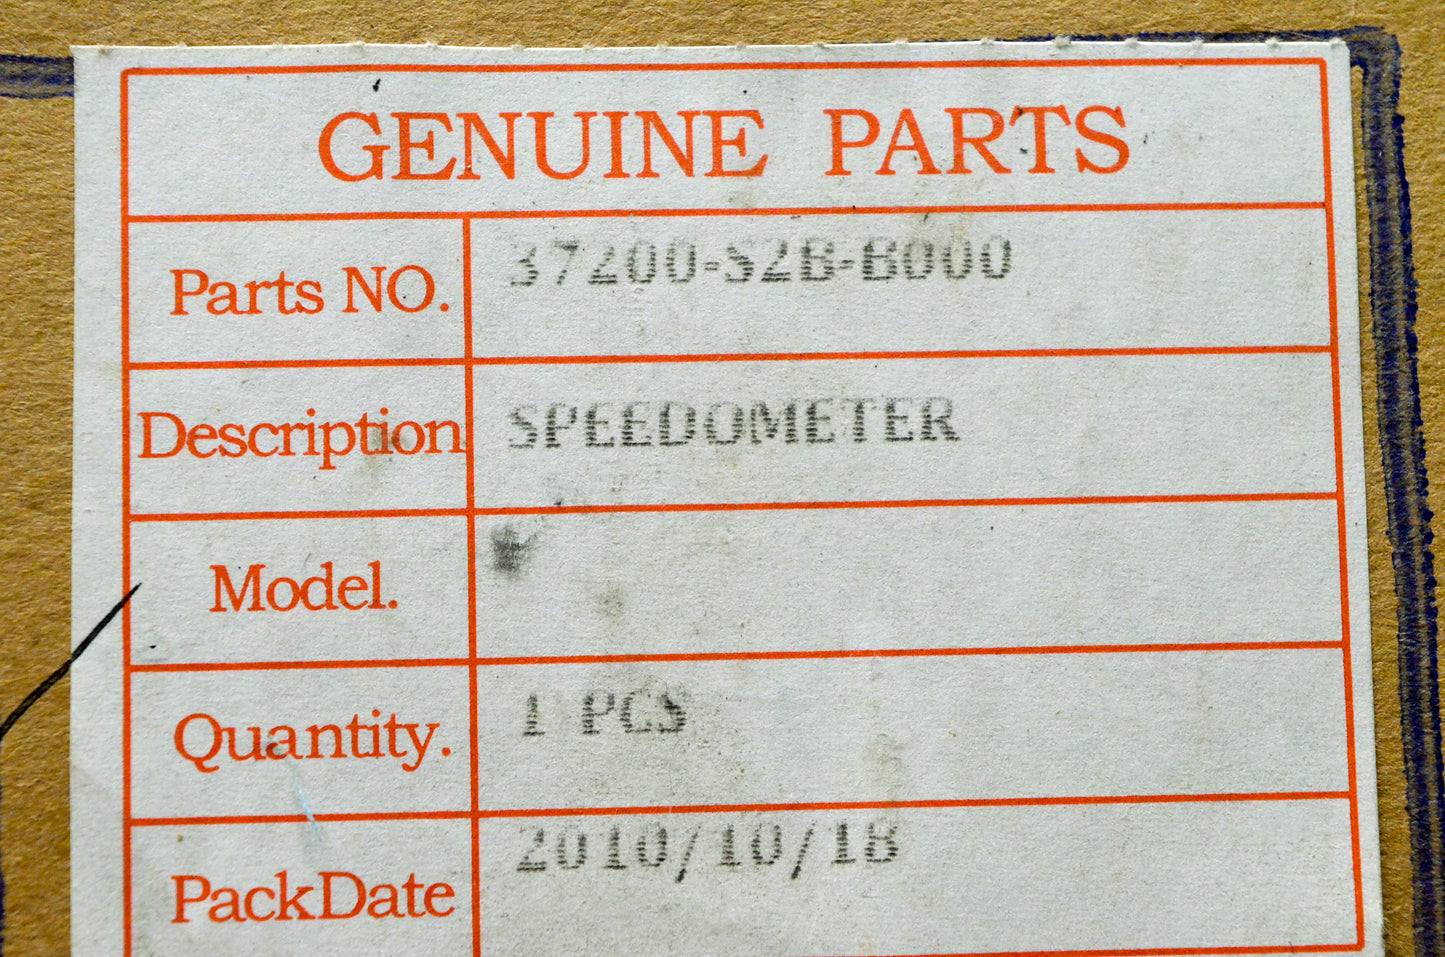 GENUINE PARTS
Parts NO. 37200-S2B-B000
Description SPEEDOMETER
Model.
Quantity. 1 PCS
PackDate 2010/10/18